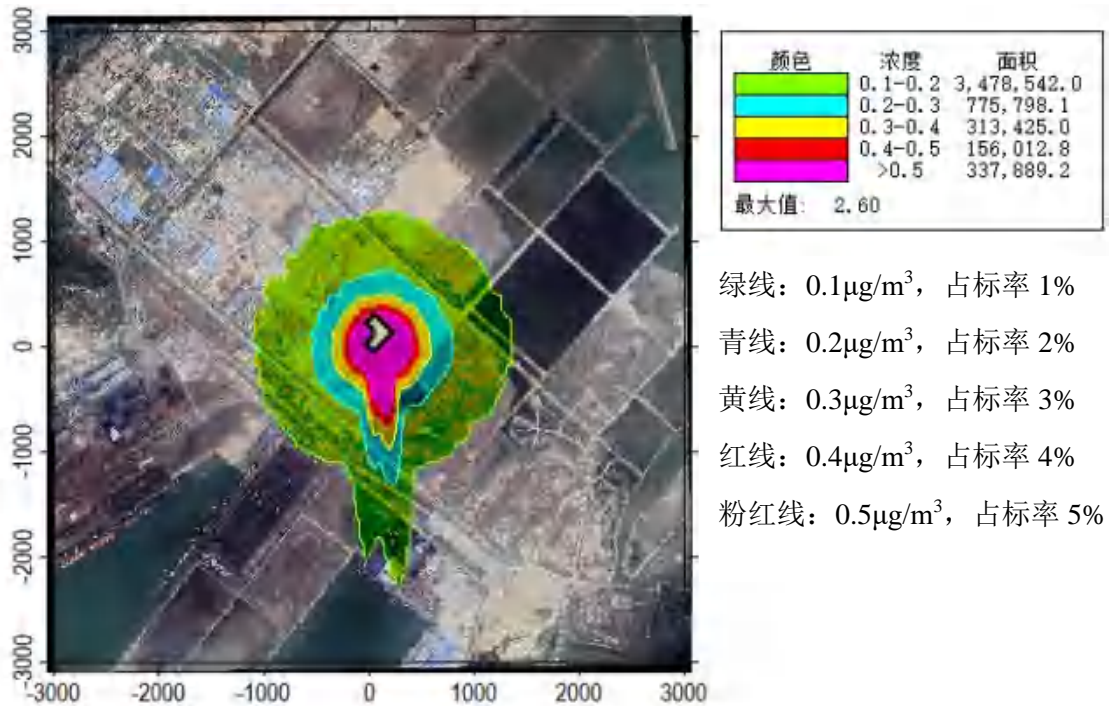 颜色 浓度 面积
0.1-0.2 3,478,542.0
0.2-0.3 775,798.1
0.3-0.4 313,425.0
0.4-0.5 156,012.8
>0.5 337,889.2
最大值: 2.60
绿线：0.1μg/m³，占标率 1%
青线：0.2μg/m³，占标率 2%
黄线：0.3μg/m³，占标率 3%
红线：0.4μg/m³，占标率 4%
粉红线：0.5μg/m³，占标率 5%
3000
2000
1000
0
-1000
-2000
-3000
-3000 -2000 -1000 0 1000 2000 3000